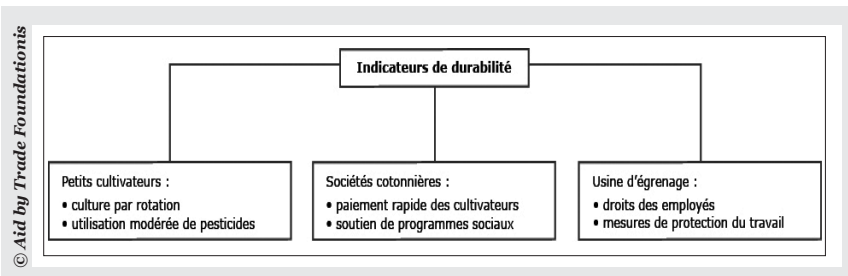 © Aid by Trade Foundationis
Indicateurs de durabilité
Petits cultivateurs :
• culture par rotation
• utilisation modérée de pesticides
Sociétés cotonnières :
• paiement rapide des cultivateurs
• soutien de programmes sociaux
Usine d'égrenage :
• droits des employés
• mesures de protection du travail